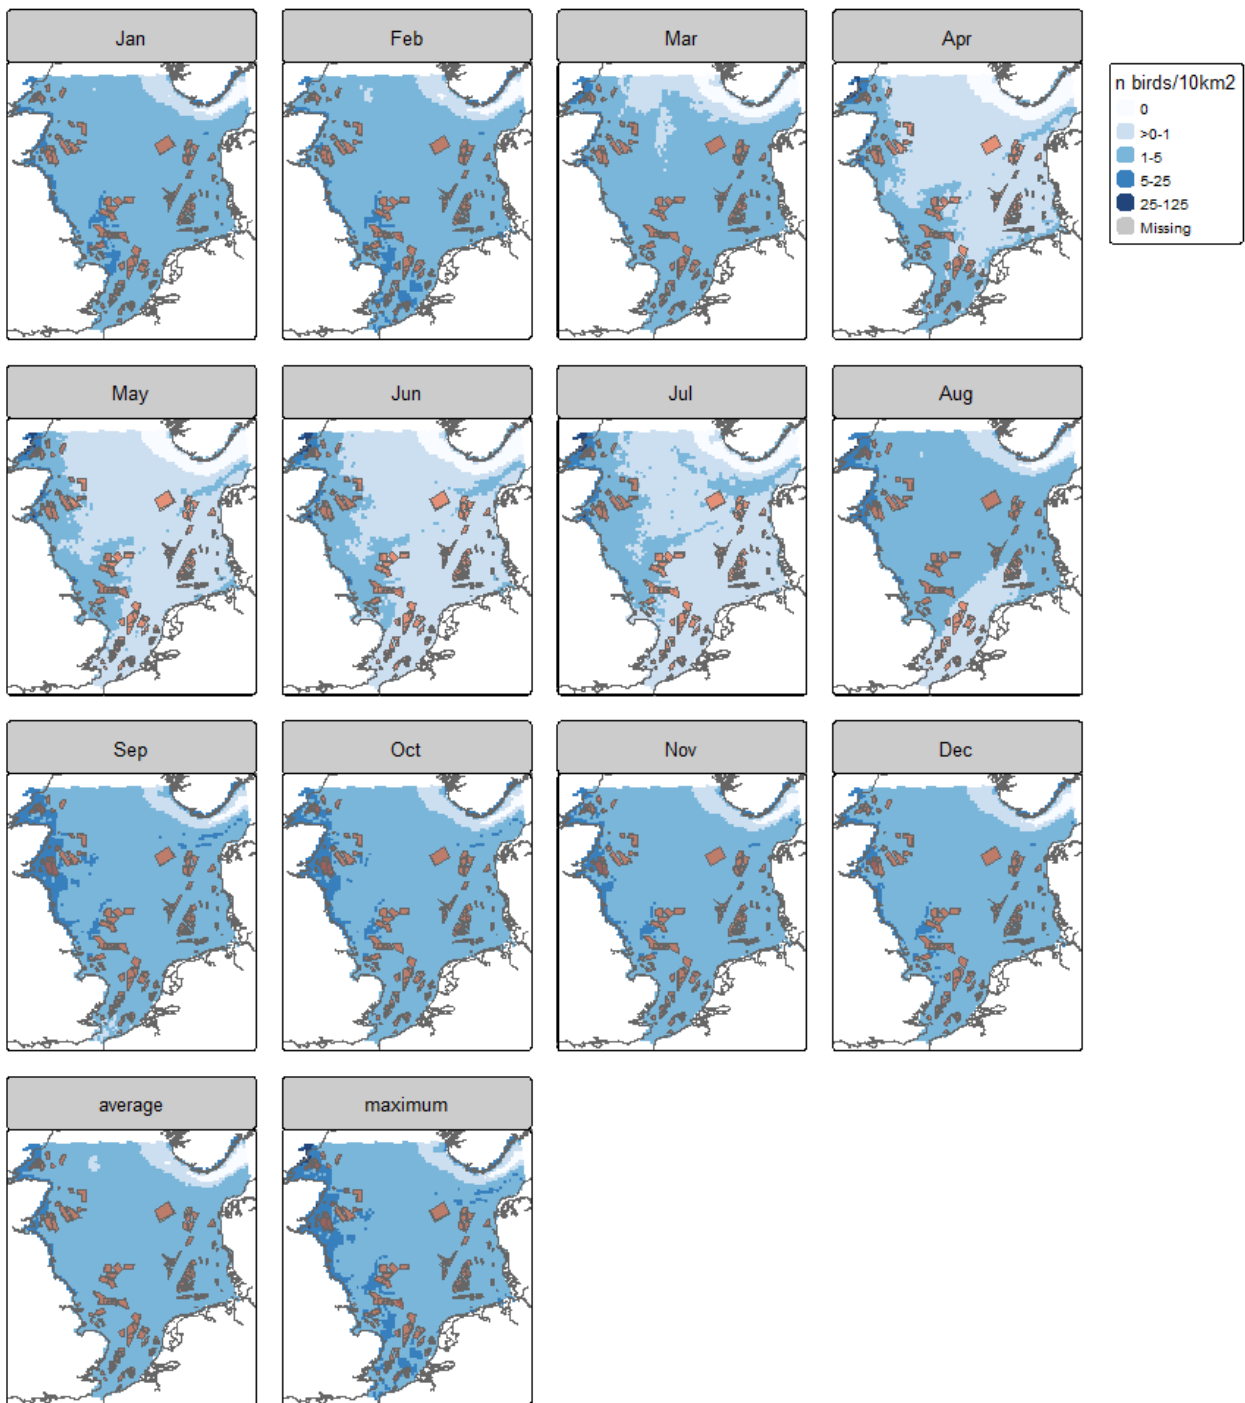 Jan
Feb
Mar
Apr
n birds/10km2
0
>0-1
1-5
5-25
25-125
Missing
May
Jun
Jul
Aug
Sep
Oct
Nov
Dec
average
maximum